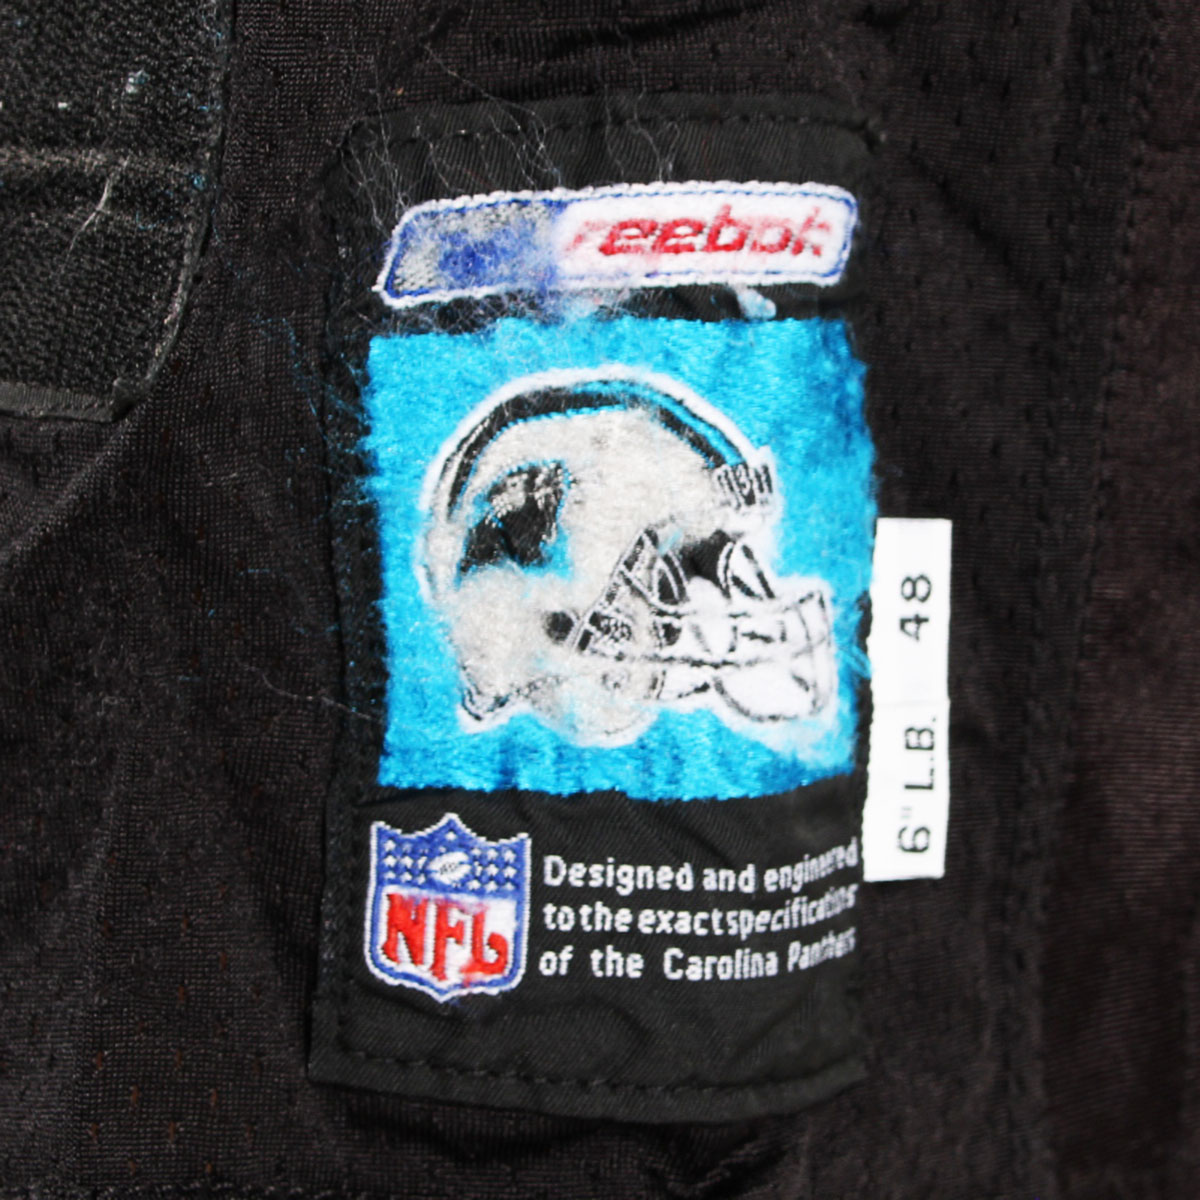 reebok
NFL
Designed and engineered
to the exact specifications
of the Carolina Panthers
48
6" L.B.